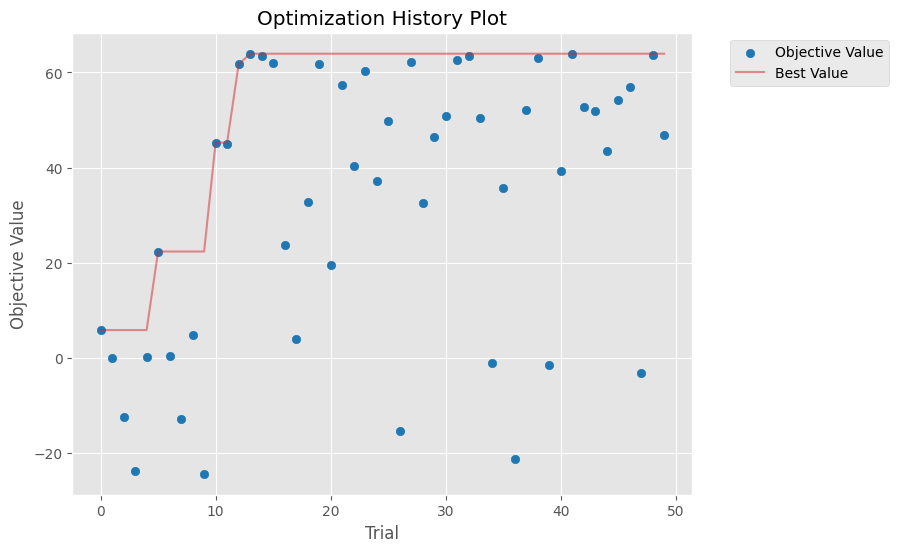 Optimization History Plot
Objective Value
Best Value
Objective Value
60
40
20
0
−20
0 10 20 30 40 50
Trial